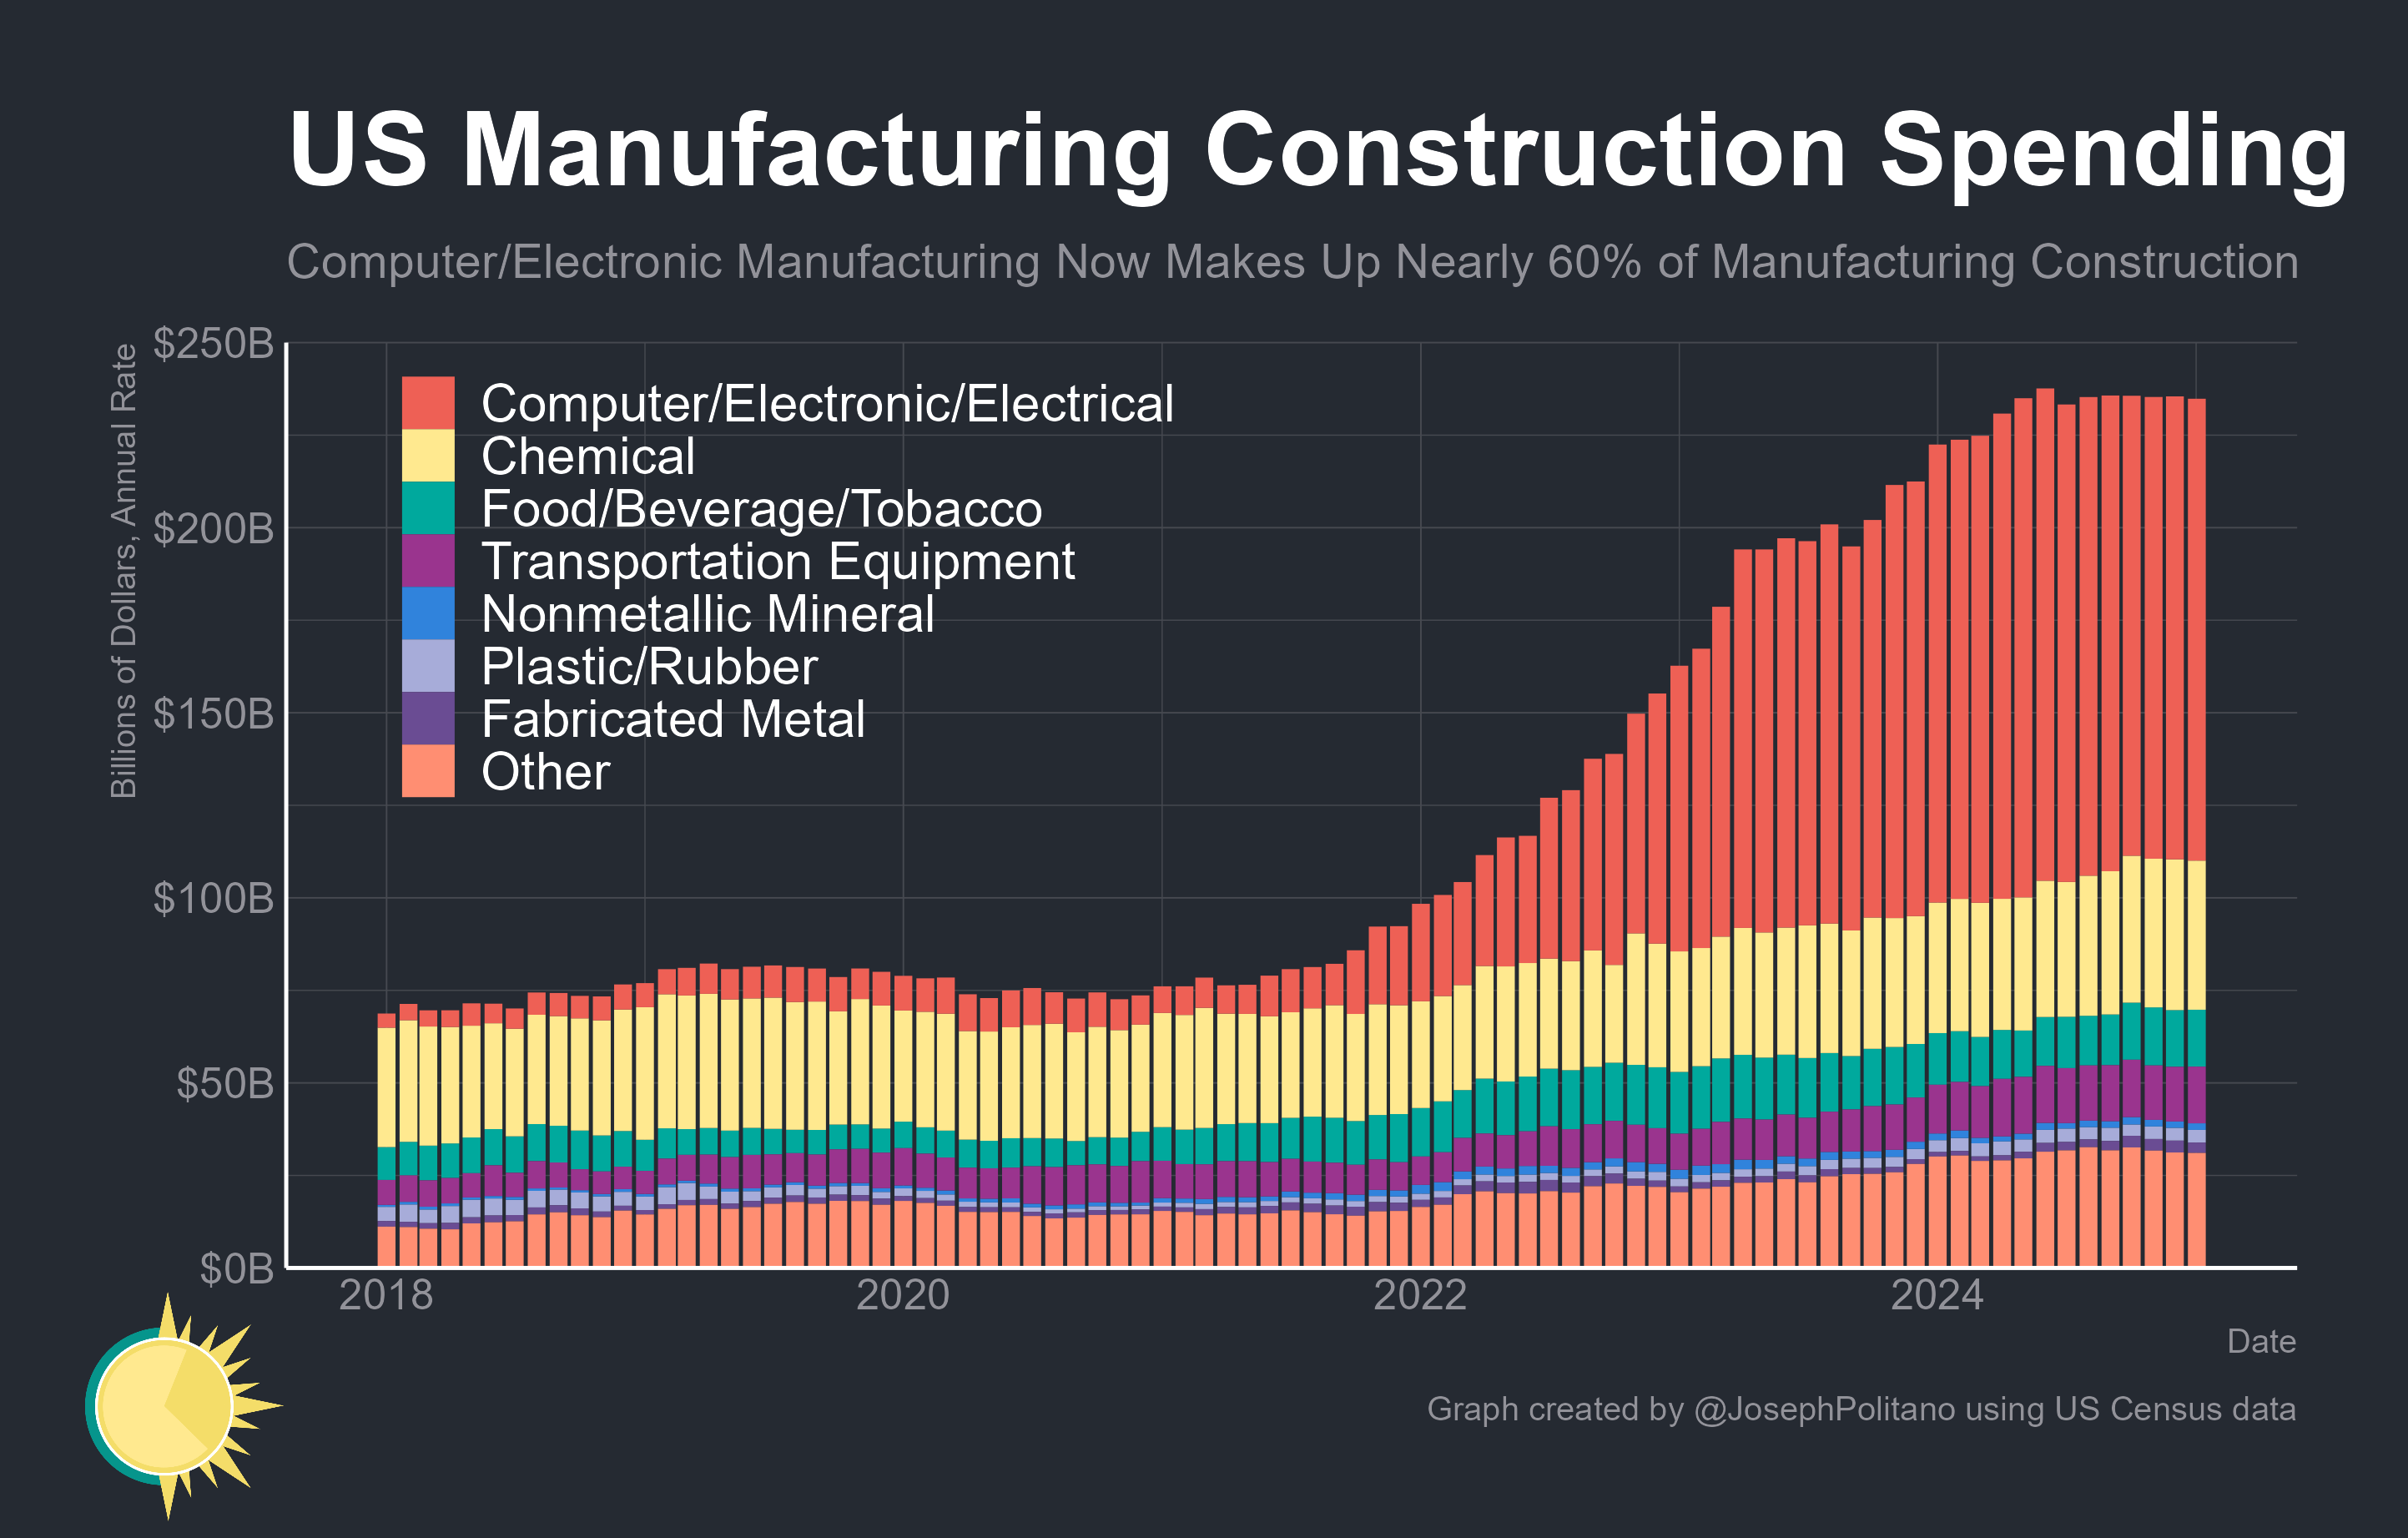 US Manufacturing Construction Spending
Computer/Electronic Manufacturing Now Makes Up Nearly 60% of Manufacturing Construction
Billions of Dollars, Annual Rate
$250B
$200B
$150B
$100B
$50B
$0B
Computer/Electronic/Electrical
Chemical
Food/Beverage/Tobacco
Transportation Equipment
Nonmetallic Mineral
Plastic/Rubber
Fabricated Metal
Other
2018 2020 2022 2024
Date
Graph created by @JosephPolitano using US Census data